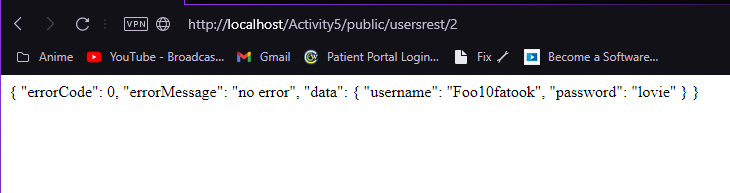 VPN http://localhost/Activity5/public/usersrest/2
Anime YouTube - Broadcas... Gmail Patient Portal Login... Fix Become a Software...
{ "errorCode": 0, "errorMessage": "no error", "data": { "username": "Foo10fatook", "password": "lovie" } }